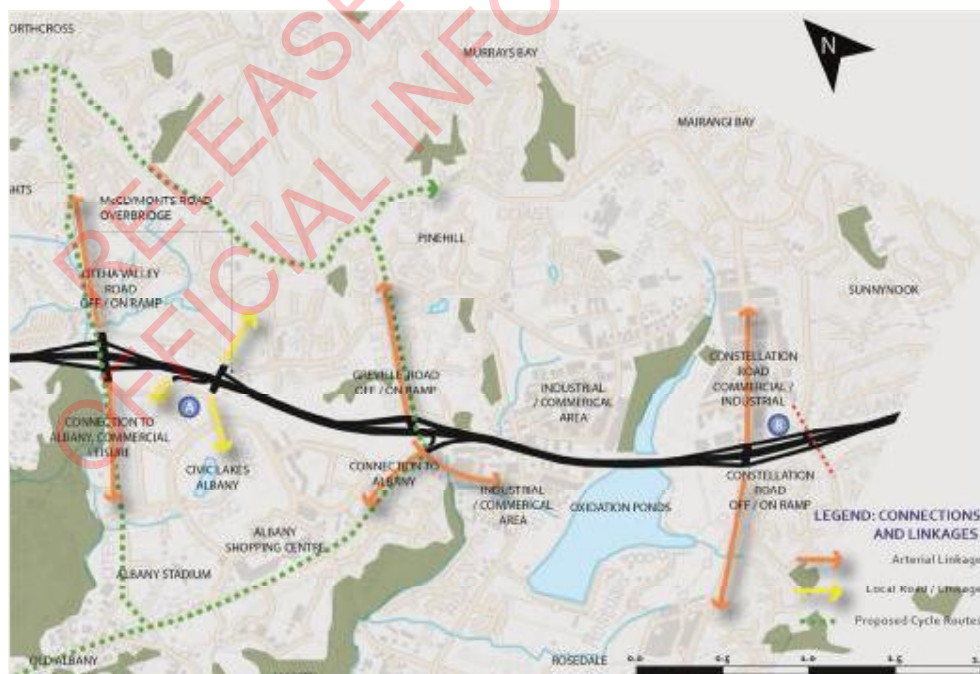 RELEASE
OFFICIAL INFO
ORTHCROSS
MURRAYS BAY
MAIRANGI BAY
N
McCLYMONTS ROAD
OVERBRIDGE
PINEHILL
OTEHA VALLEY
ROAD
OFF / ON RAMP
SUNNYNOOK
GREVILLE ROAD
OFF / ON RAMP
INDUSTRIAL
/ COMMERICAL
AREA
CONSTELLATION
ROAD
COMMERCIAL /
INDUSTRIAL
A
B
CONNECTION TO
ALBANY, COMMERCIAL
LEISURE
CIVIC LAKES
ALBANY
CONNECTION TO
ALBANY
INDUSTRIAL
/ COMMERICAL
AREA
OXIDATION PONDS
CONSTELLATION
ROAD
OFF / ON RAMP
ALBANY
SHOPPING CENTRE
ALBANY STADIUM
OLD ALBANY
ROSEDALE
LEGEND: CONNECTIONS
AND LINKAGES
Arterial Linkage
Local Road / Linkage
Proposed Cycle Routes
0.0 0.5 1.0 1.5